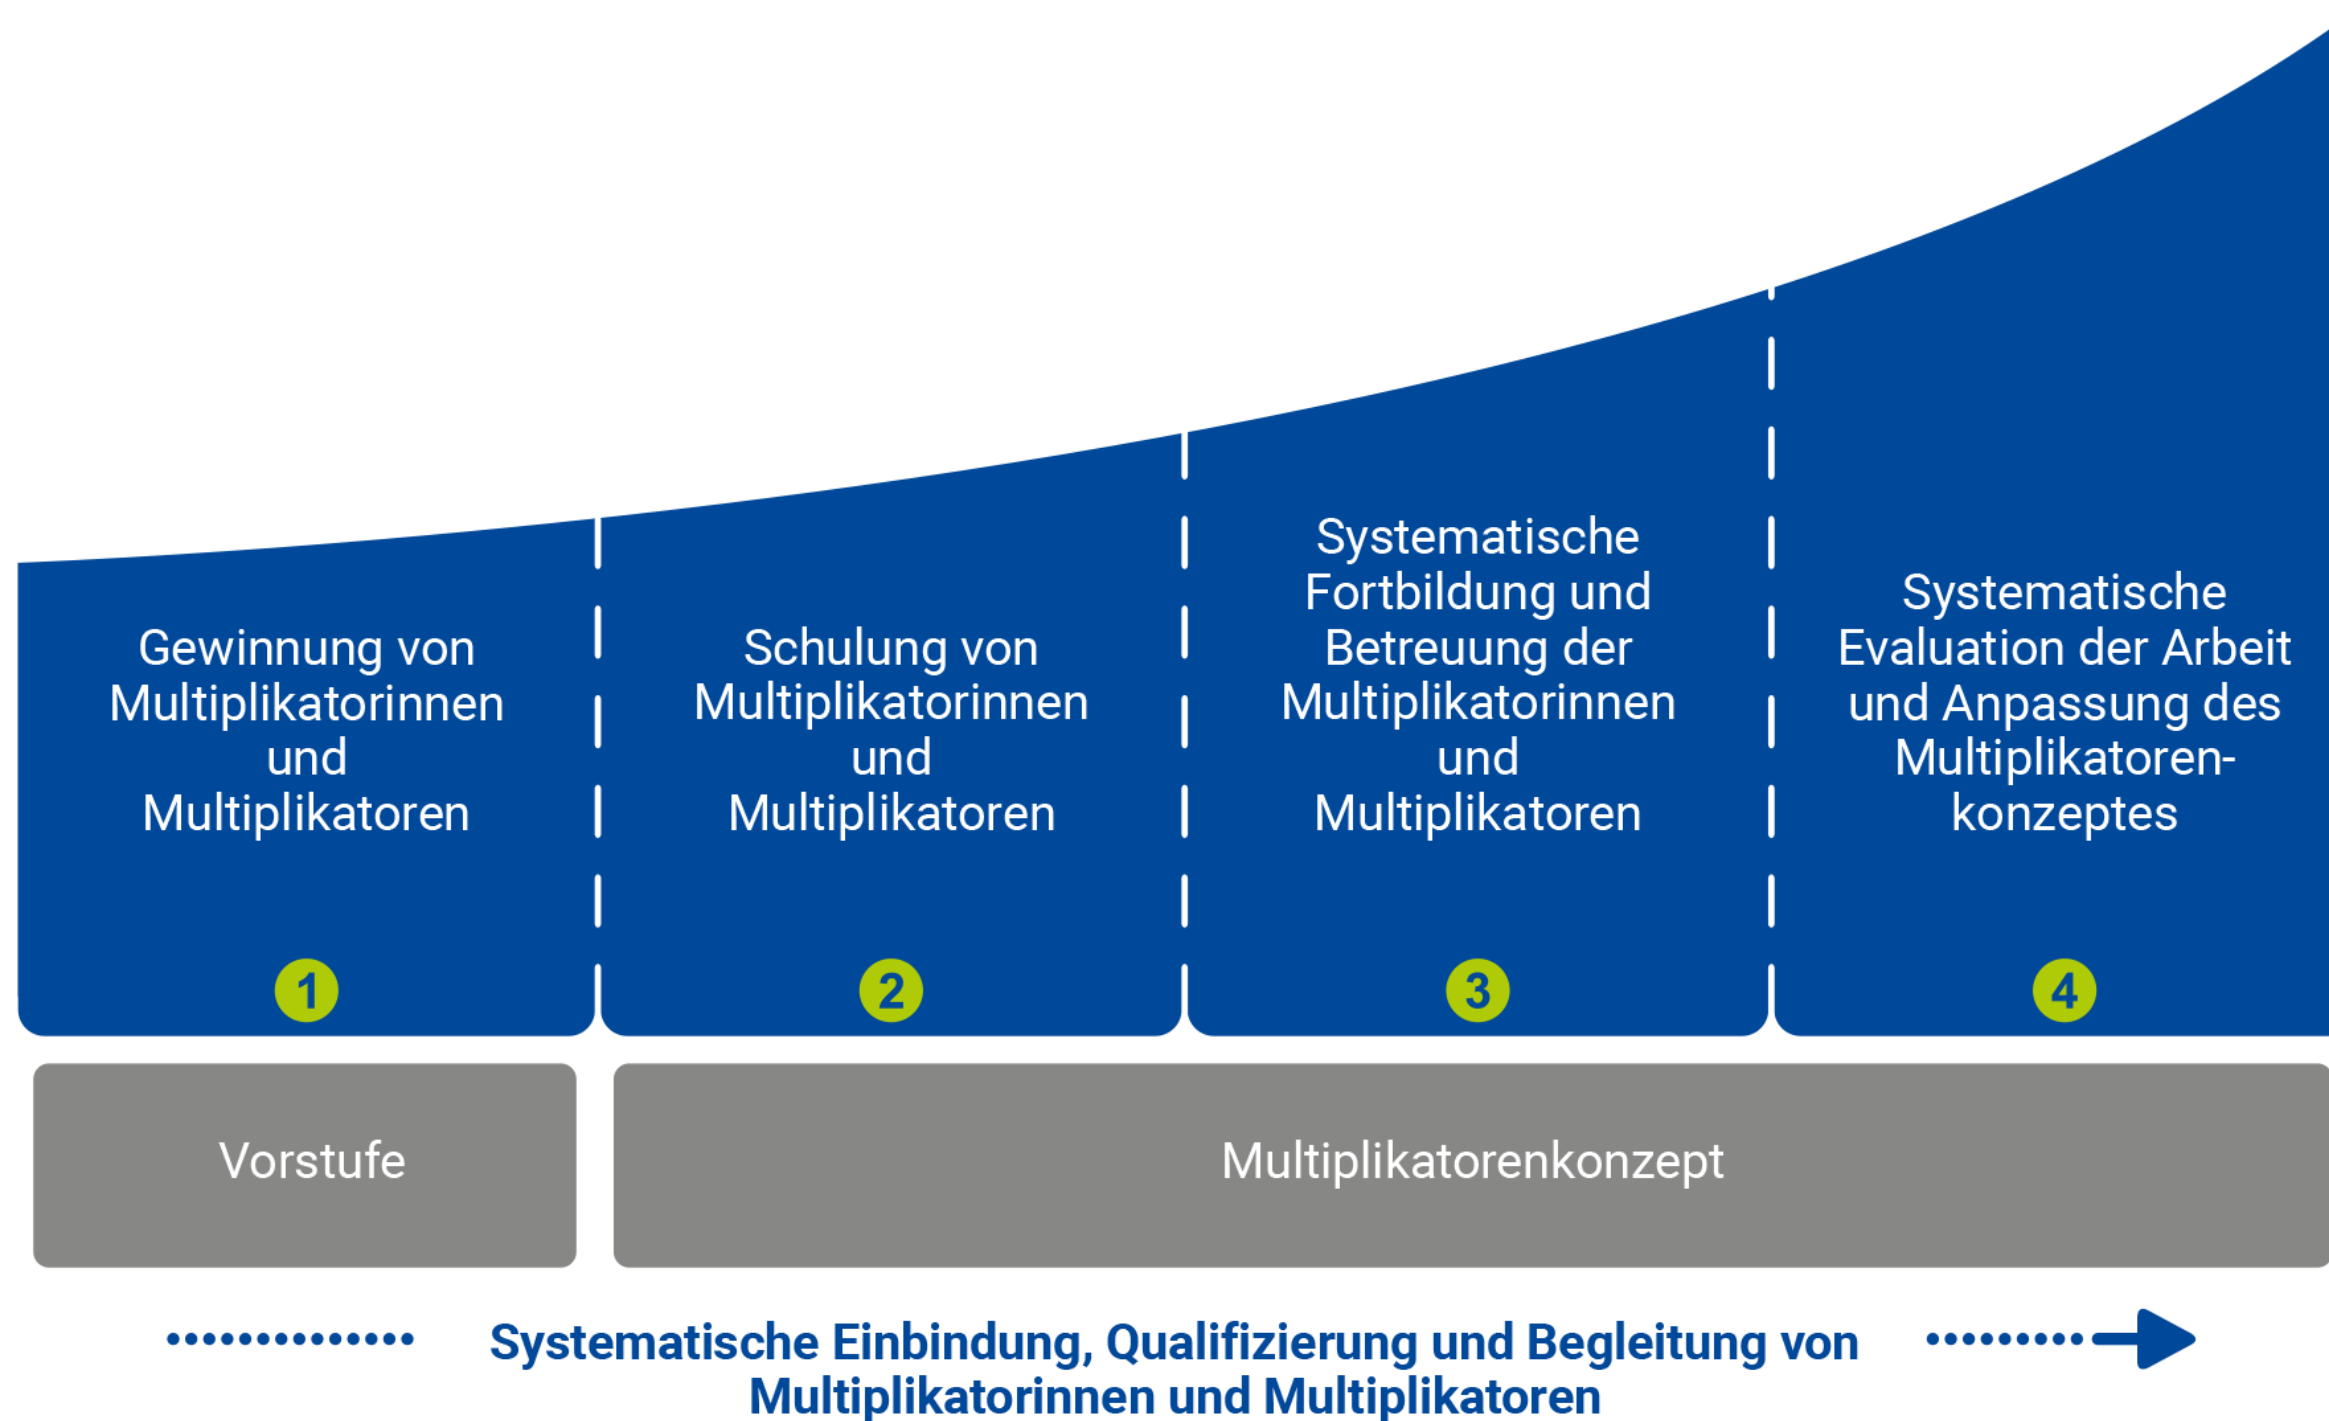 Gewinnung von
Multiplikatorinnen
und
Multiplikatoren
1
Schulung von
Multiplikatorinnen
und
Multiplikatoren
2
Systematische
Fortbildung und
Betreuung der
Multiplikatorinnen
und
Multiplikatoren
3
Systematische
Evaluation der Arbeit
und Anpassung des
Multiplikatoren-
konzeptes
4
Vorstufe
Multiplikatorenkonzept
Systematische Einbindung, Qualifizierung und Begleitung von
Multiplikatorinnen und Multiplikatoren